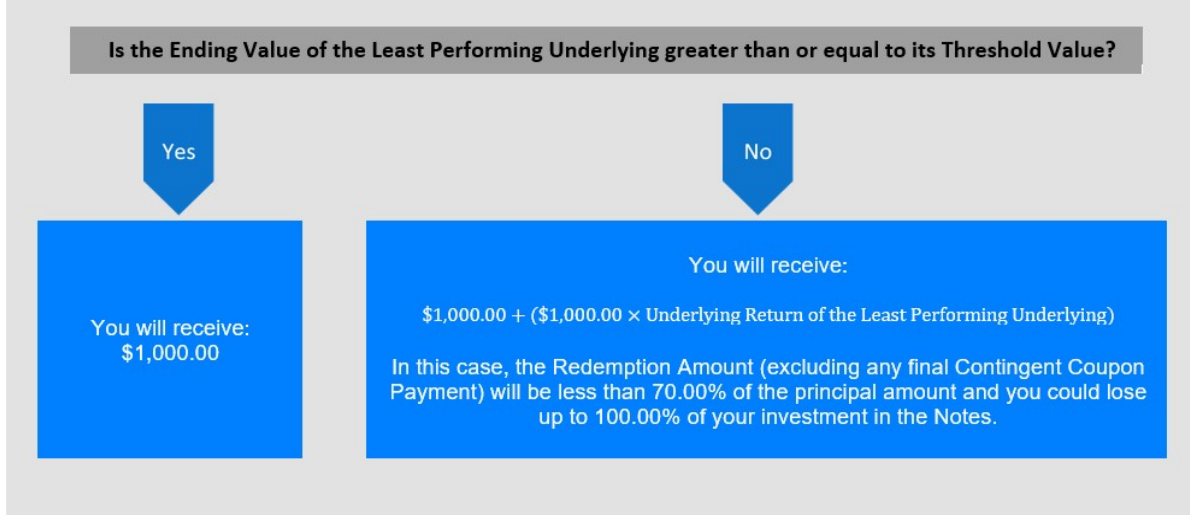 Is the Ending Value of the Least Performing Underlying greater than or equal to its Threshold Value?
Yes
No
You will receive:
$1,000.00
You will receive:
$1,000.00 + ($1,000.00 × Underlying Return of the Least Performing Underlying)
In this case, the Redemption Amount (excluding any final Contingent Coupon
Payment) will be less than 70.00% of the principal amount and you could lose
up to 100.00% of your investment in the Notes.